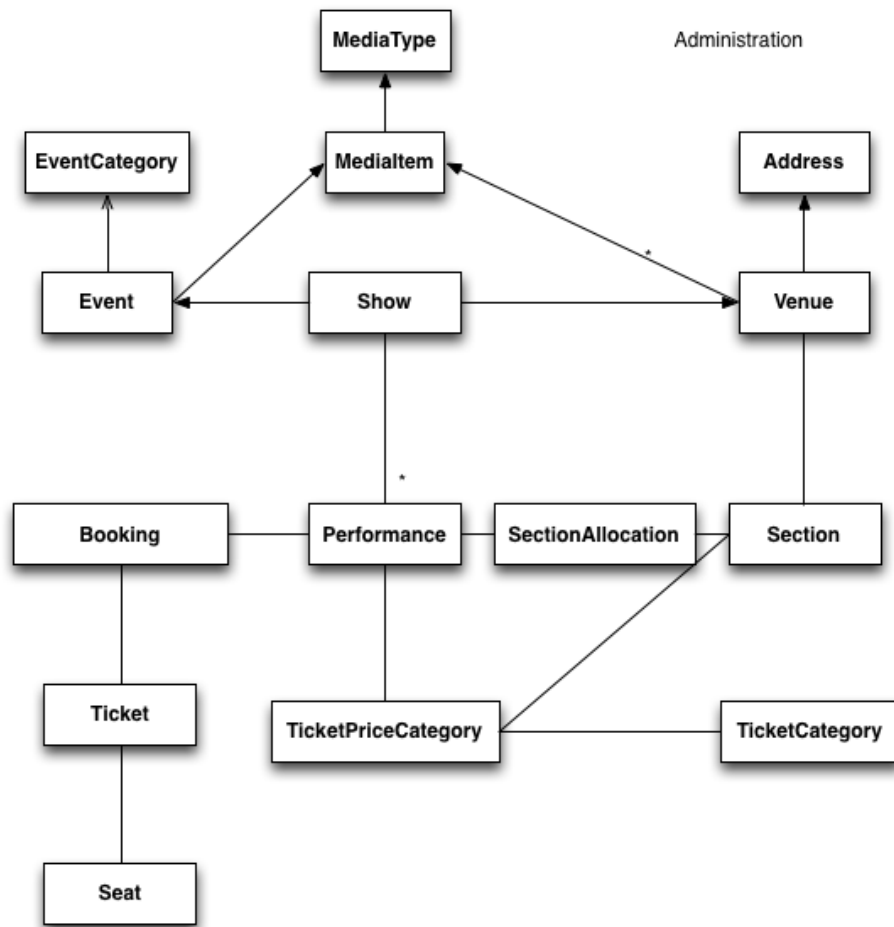 MediaType
Administration
EventCategory
MediaItem
Address
*
Event
Show
Venue
*
Booking
Performance
SectionAllocation
Section
Ticket
TicketPriceCategory
TicketCategory
Seat